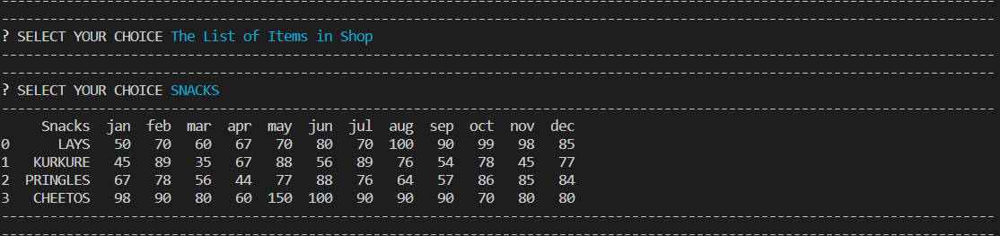 --------------------------------------------------------------------------------------------------------------------------
--------------------------------------------------------------------------------------------------------------------------
? SELECT YOUR CHOICE The List of Items in Shop
--------------------------------------------------------------------------------------------------------------------------
--------------------------------------------------------------------------------------------------------------------------
? SELECT YOUR CHOICE SNACKS
--------------------------------------------------------------------------------------------------------------------------
     Snacks  jan  feb  mar  apr  may  jun  jul  aug  sep  oct  nov  dec
0      LAYS   50   70   60   67   70   80   70  100   90   99   98   85
1   KURKURE   45   89   35   67   88   56   89   76   54   78   45   77
2  PRINGLES   67   78   56   44   77   88   76   64   57   86   85   84
3   CHEETOS   98   90   80   60  150  100   90   90   90   70   80   80
--------------------------------------------------------------------------------------------------------------------------
--------------------------------------------------------------------------------------------------------------------------